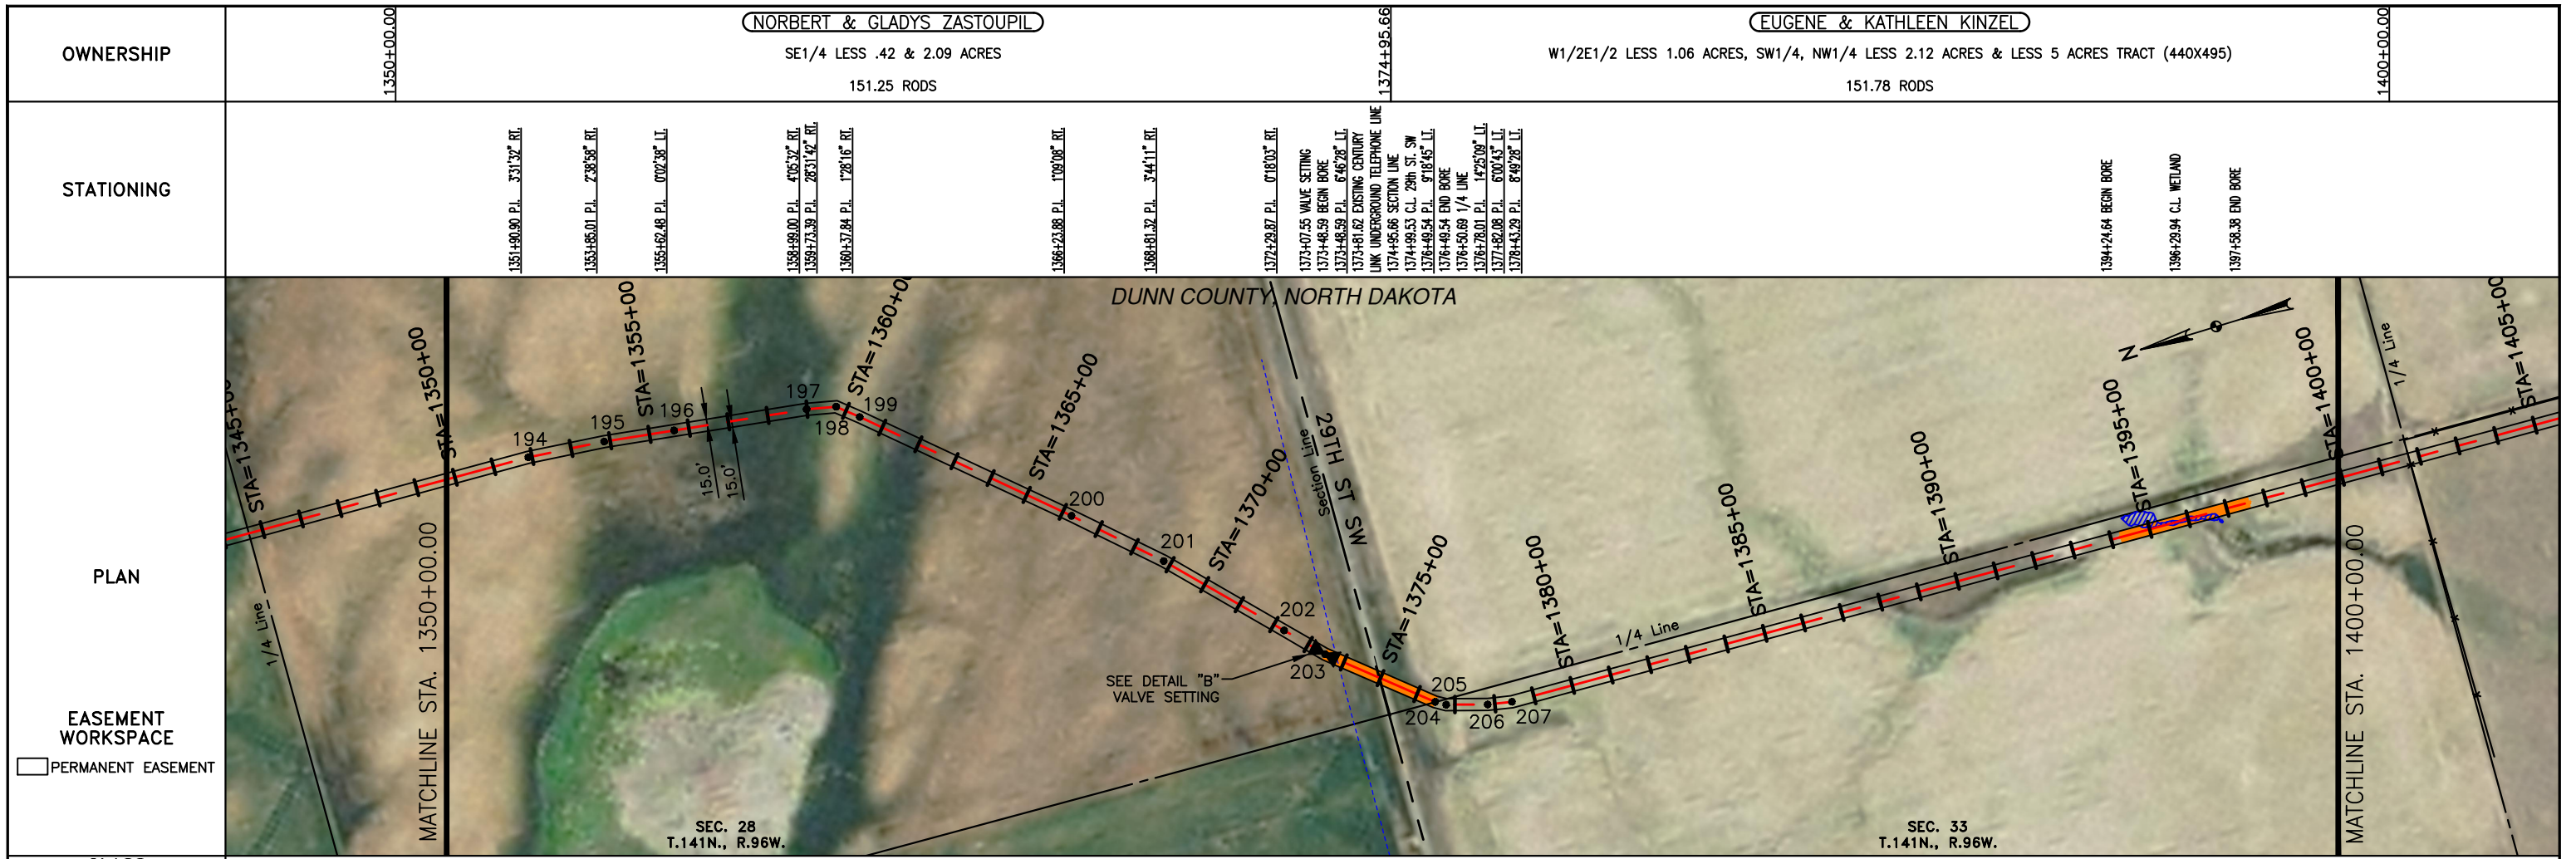 OWNERSHIP
1350+00.00
NORBERT & GLADYS ZASTOUPIL
SE1/4 LESS .42 & 2.09 ACRES
151.25 RODS
1374+95.66
EUGENE & KATHLEEN KINZEL
W1/2E1/2 LESS 1.06 ACRES, SW1/4, NW1/4 LESS 2.12 ACRES & LESS 5 ACRES TRACT (440X495)
151.78 RODS
1400+00.00
STATIONING
1351+90.90 P.I. 3°31'32" RT.
1353+85.01 P.I. 2°38'58" RT.
1355+62.48 P.I. 0°02'38" LT.
1358+99.00 P.I. 4°05'32" RT.
1359+73.39 P.I. 28°31'42" RT.
1360+37.84 P.I. 1°28'16" RT.
1366+23.88 P.I. 1°09'08" RT.
1368+81.32 P.I. 3°44'11" RT.
1372+29.87 P.I. 0°18'03" RT.
1373+07.55 VALVE SETTING
1373+48.59 BEGIN BORE
1373+48.59 P.I. 6°46'28" LT.
1373+81.62 EXISTING CENTURY
LINK UNDERGROUND TELEPHONE LINE
1374+95.66 SECTION LINE
1374+99.53 C.L. 29th ST. SW
1376+49.54 P.I. 9°18'45" LT.
1376+49.54 END BORE
1376+50.69 1/4 LINE
1376+78.01 P.I. 14°25'09" LT.
1377+82.08 P.I. 6°00'43" LT.
1378+43.29 P.I. 8°49'28" LT.
1394+24.64 BEGIN BORE
1396+29.94 C.L. WETLAND
1397+58.38 END BORE
PLAN
EASEMENT
WORKSPACE
PERMANENT EASEMENT
DUNN COUNTY, NORTH DAKOTA
STA=1345+00
STA=1350+00
STA=1355+00
STA=1360+00
STA=1365+00
STA=1370+00
STA=1375+00
STA=1380+00
STA=1385+00
STA=1390+00
STA=1395+00
STA=1400+00
STA=1405+00
194
195
196
197
198
199
200
201
202
203
204
205
206
207
15.0'
15.0'
1/4 Line
MATCHLINE STA. 1350+00.00
Section Line
29TH ST SW
SEE DETAIL "B"
VALVE SETTING
1/4 Line
N
1/4 Line
MATCHLINE STA. 1400+00.00
SEC. 28
T.141N., R.96W.
SEC. 33
T.141N., R.96W.